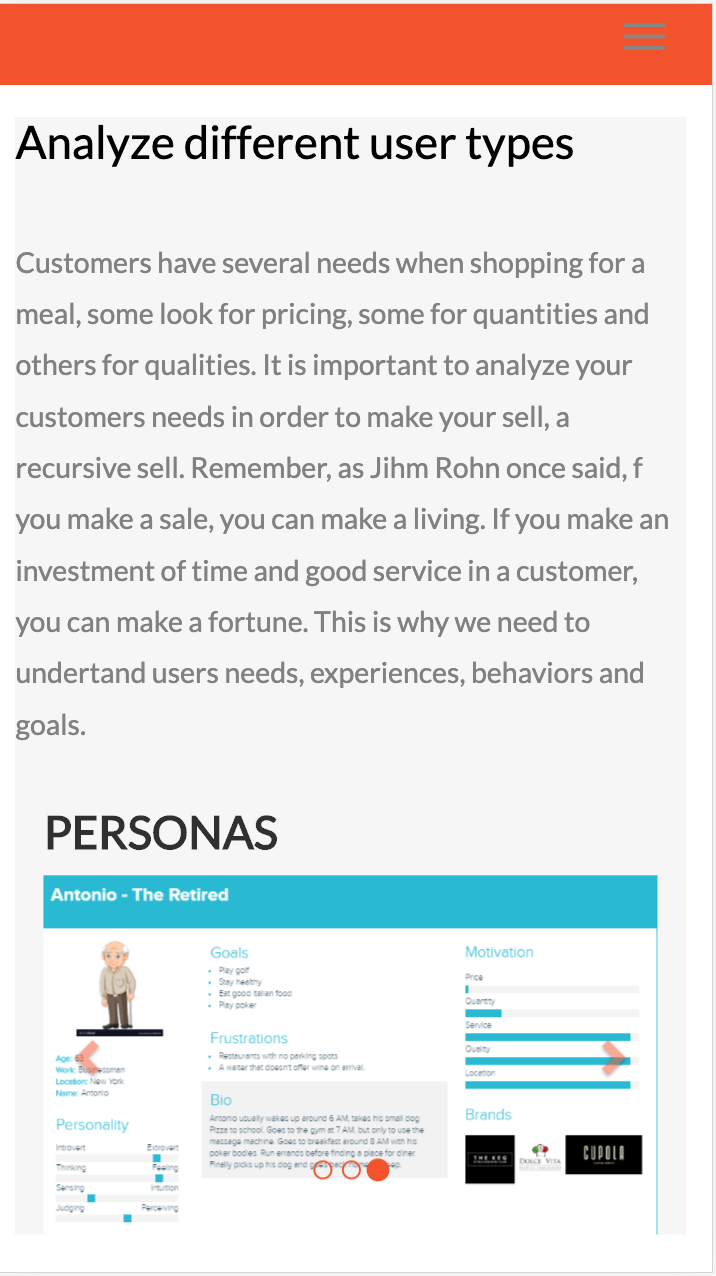 Analyze different user types
Customers have several needs when shopping for a
meal, some look for pricing, some for quantities and
others for qualities. It is important to analyze your
customers needs in order to make your sell, a
recursive sell. Remember, as Jihm Rohn once said, f
you make a sale, you can make a living. If you make an
investment of time and good service in a customer,
you can make a fortune. This is why we need to
undertand users needs, experiences, behaviors and
goals.
PERSONAS
Antonio - The Retired
Age: 63
Work: Businessman
Location: New York
Name: Antonio
Personality
Introvert Extrovert
Thinking Feeling
Sensing Intuition
Judging Perceiving
Goals
Play golf
Stay healthy
Eat good italian food
Play poker
Frustrations
Restaurants with no parking spots
A waiter that doesn't offer wine on arrival.
Bio
Antonio usually wakes up around 6 AM, takes his small dog
Pizza to school. Goes to the gym at 7 AM, but only to use the
massage machine. Goes to breakfast around 8 AM with his
poker bodies. Run errands before finding a place for diner.
Finelly picks up his dog and goes back home
Motivation
Price
Quantity
Service
Quality
Location
Brands
THE KEG
DOLCE VITA
CUPOLA